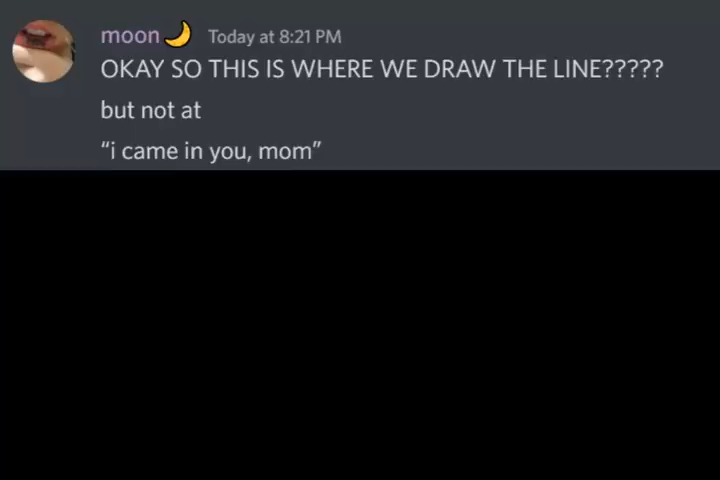 moon🌙 Today at 8:21 PM
OKAY SO THIS IS WHERE WE DRAW THE LINE?????
but not at
“i came in you, mom”